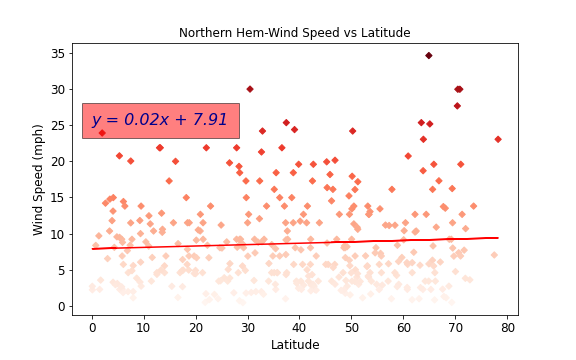 Northern Hem-Wind Speed vs Latitude
35
30
25
20
15
10
5
0
Wind Speed (mph)
y = 0.02x + 7.91
0 10 20 30 40 50 60 70 80
Latitude